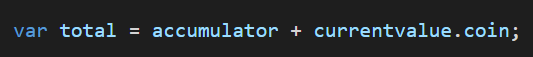 var total = accumulator + currentvalue.coin;